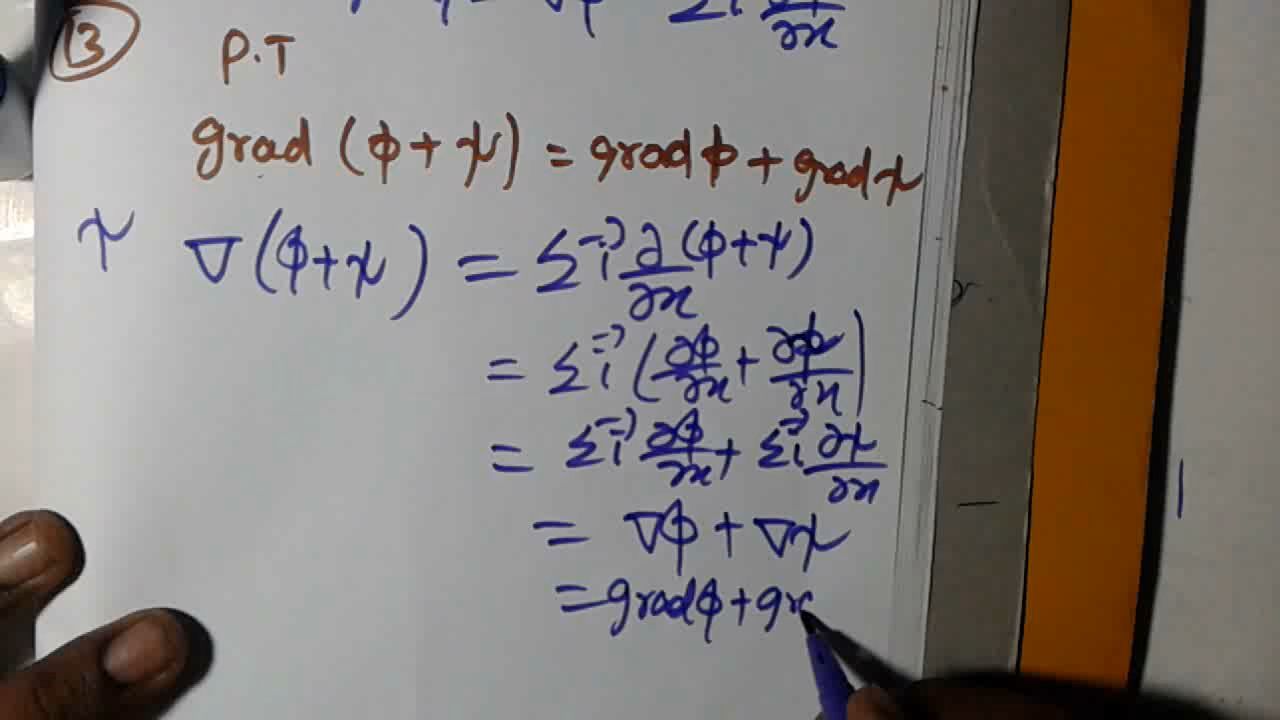 ③
P.T
grad (ϕ + ψ) = grad ϕ + grad ψ
ψ ∇(ϕ+ψ) = Σ i⃗ ∂/∂x (ϕ+ψ)
= Σ i⃗ (∂ϕ/∂x + ∂ψ/∂x)
= Σ i⃗ ∂ϕ/∂x + Σ i⃗ ∂ψ/∂x
= ∇ϕ + ∇ψ
= grad ϕ + gr